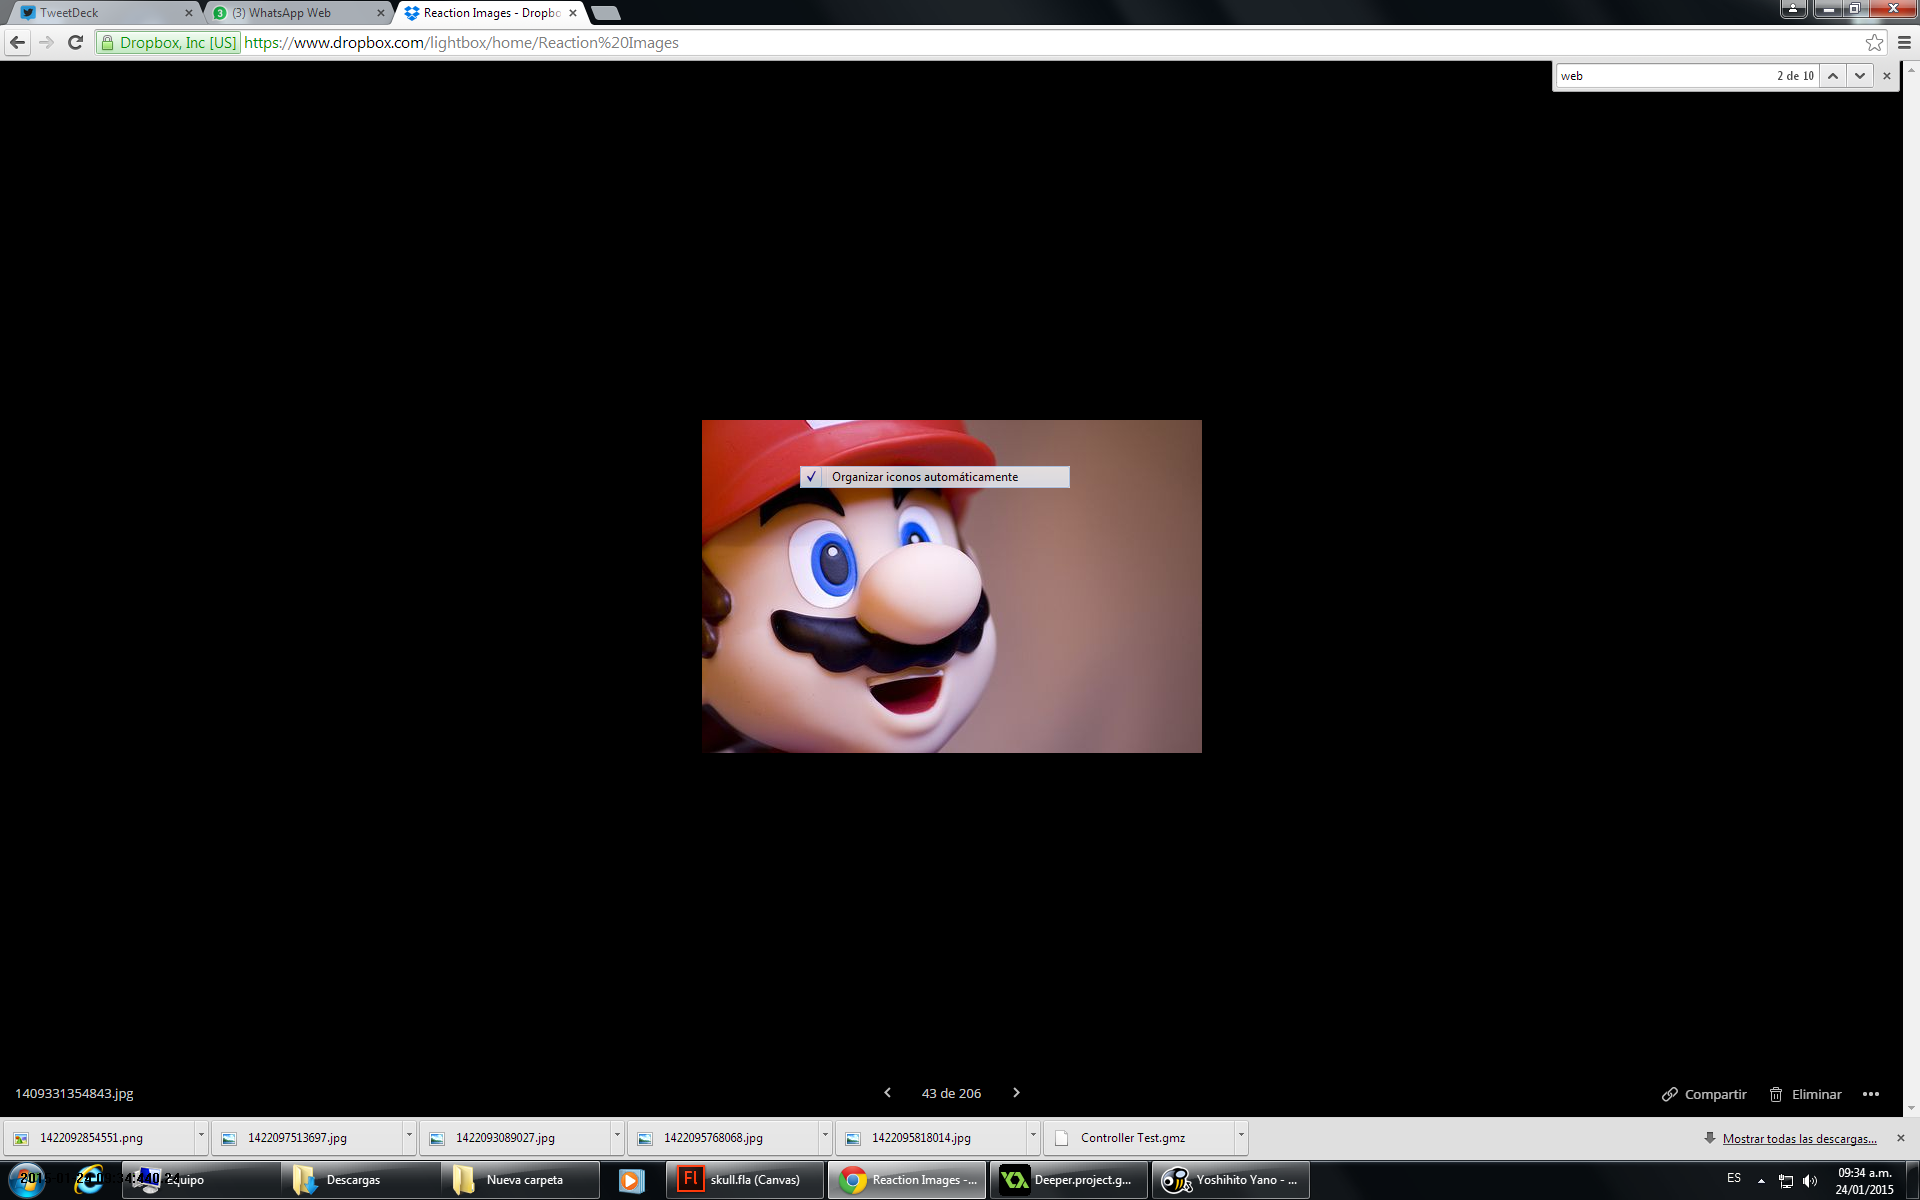 TweetDeck
3 (3) WhatsApp Web
Reaction Images - Dropbo
Dropbox, Inc [US] https://www.dropbox.com/lightbox/home/Reaction%20Images
web 2 de 10
Organizar iconos automáticamente
1409331354843.jpg
43 de 206
Compartir
Eliminar
1422092854551.png
1422097513697.jpg
1422093089027.jpg
1422095768068.jpg
1422095818014.jpg
Controller Test.gmz
Mostrar todas las descargas...
Equipo
Descargas
Nueva carpeta
Fl skull.fla (Canvas)
Reaction Images -...
Deeper.project.g...
Yoshihito Yano - ...
ES
09:34 a.m.
24/01/2015